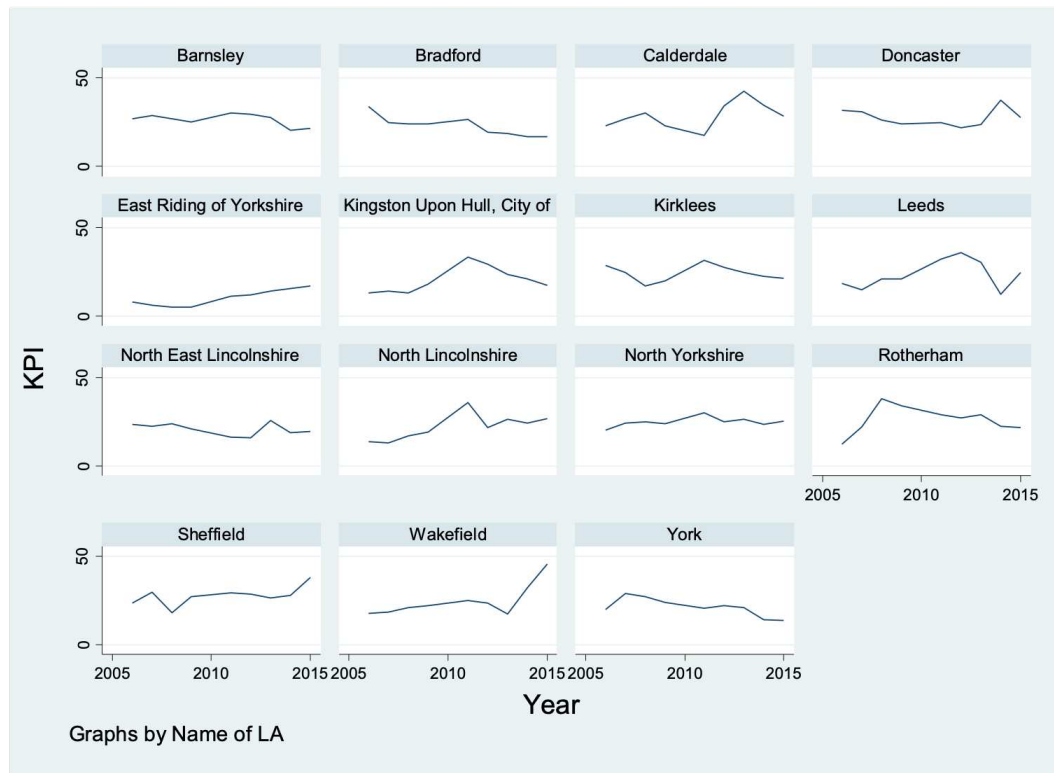 Barnsley
Bradford
Calderdale
Doncaster
50
0
East Riding of Yorkshire
Kingston Upon Hull, City of
Kirklees
Leeds
50
0
KPI
North East Lincolnshire
North Lincolnshire
North Yorkshire
Rotherham
50
0
2005 2010 2015
Sheffield
Wakefield
York
50
0
2005 2010 2015
2005 2010 2015
2005 2010 2015
Year
Graphs by Name of LA